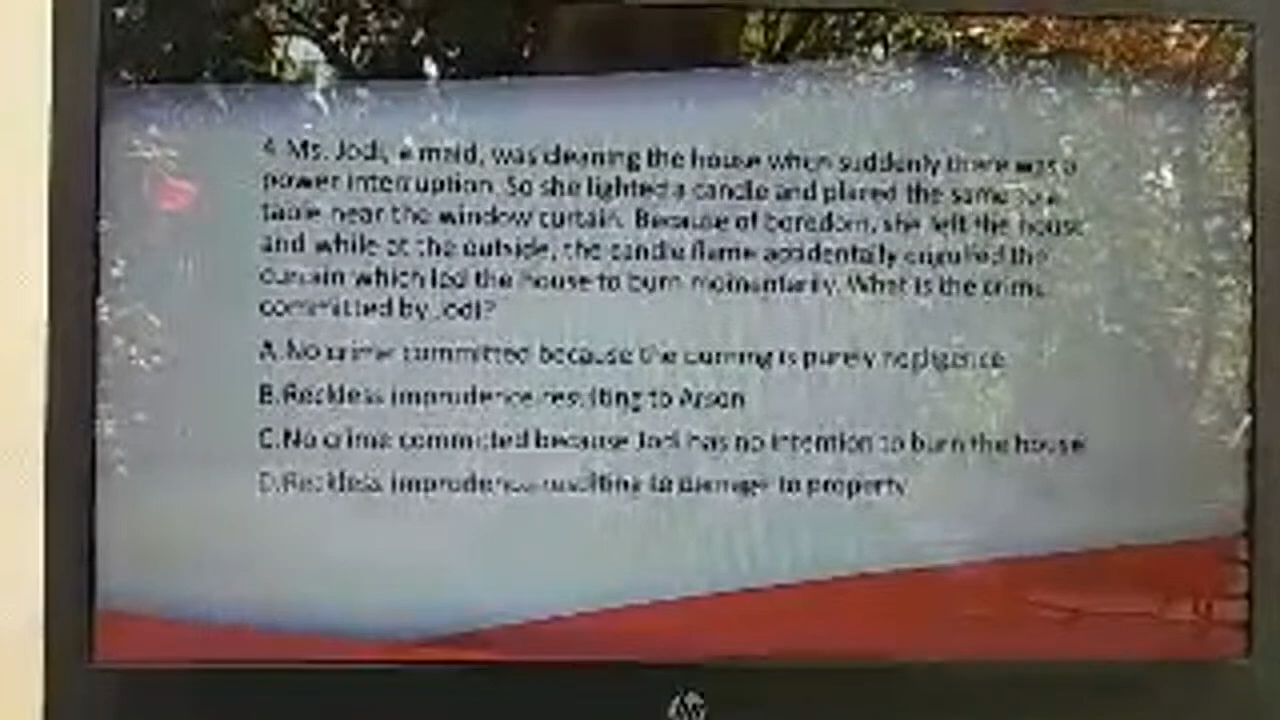 4. Ms. Jodi, a maid, was cleaning the house when suddenly there was a
power interruption. So she lighted a candle and placed the same to a
table near the window curtain. Because of boredom, she left the house
and while at the outside, the candle flame accidentally engulfed the
curtain which led the house to burn momentarily. What is the crime
committed by Jodi?
A.No crime committed because the burning is purely negligence
B.Reckless imprudence resulting to Arson
C.No crime committed because Jodi has no intention to burn the house
D.Reckless imprudence resulting to damage to property
hp